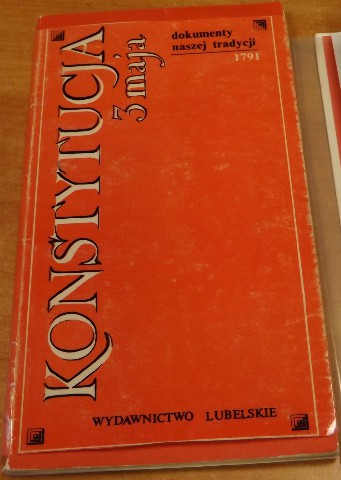 KONSTYTUCJA
3 maja
dokumenty
naszej tradycji
1791
WYDAWNICTWO LUBELSKIE